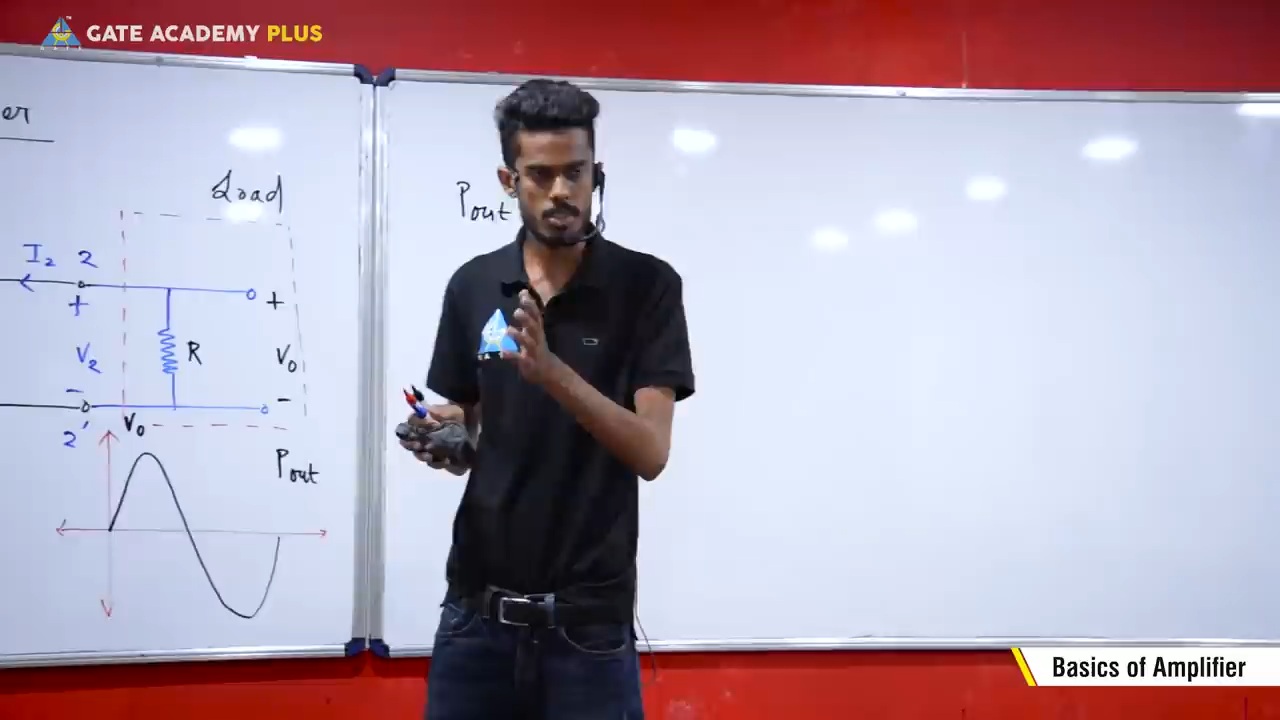 GATE ACADEMY PLUS
er
Load
Pout
I2 2
+ +
V2 R V0
- -
2'
V0
Pout
Basics of Amplifier